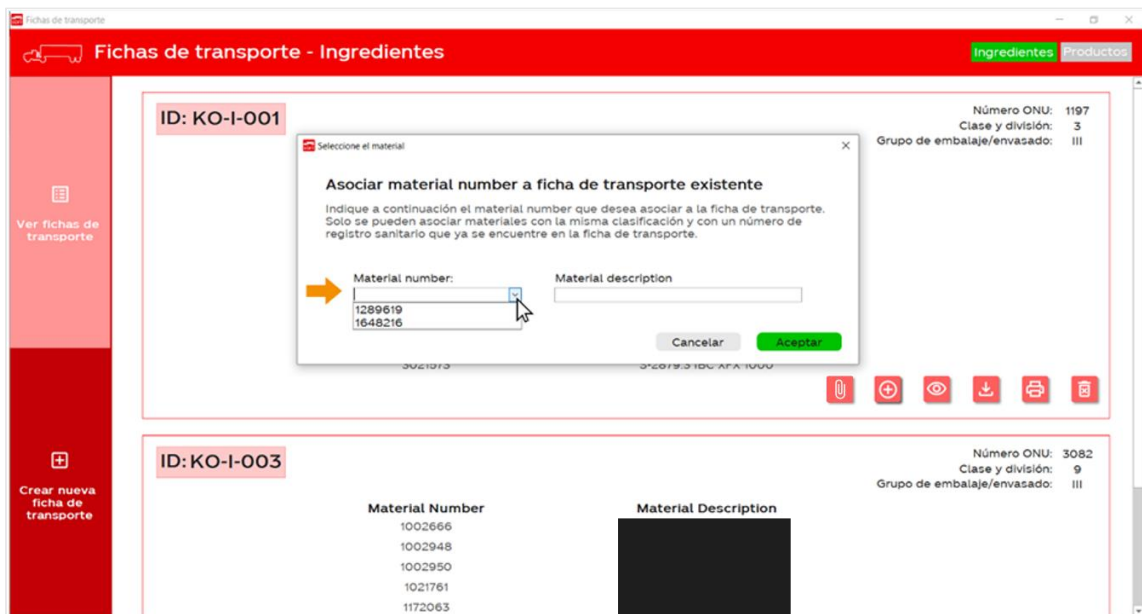 Fichas de transporte
Fichas de transporte - Ingredientes
Ingredientes Productos
Ver fichas de
transporte
Crear nueva
ficha de
transporte
ID: KO-I-001
Número ONU: 1197
Clase y división: 3
Grupo de embalaje/envasado: III
Seleccione el material
Asociar material number a ficha de transporte existente
Indique a continuación el material number que desea asociar a la ficha de transporte.
Solo se pueden asociar materiales con la misma clasificación y con un número de
registro sanitario que ya se encuentre en la ficha de transporte.
Material number: Material description
1289619
1648216
Cancelar Aceptar
ID: KO-I-003
Número ONU: 3082
Clase y división: 9
Grupo de embalaje/envasado: III
Material Number Material Description
1002666
1002948
1002950
1021761
1172063